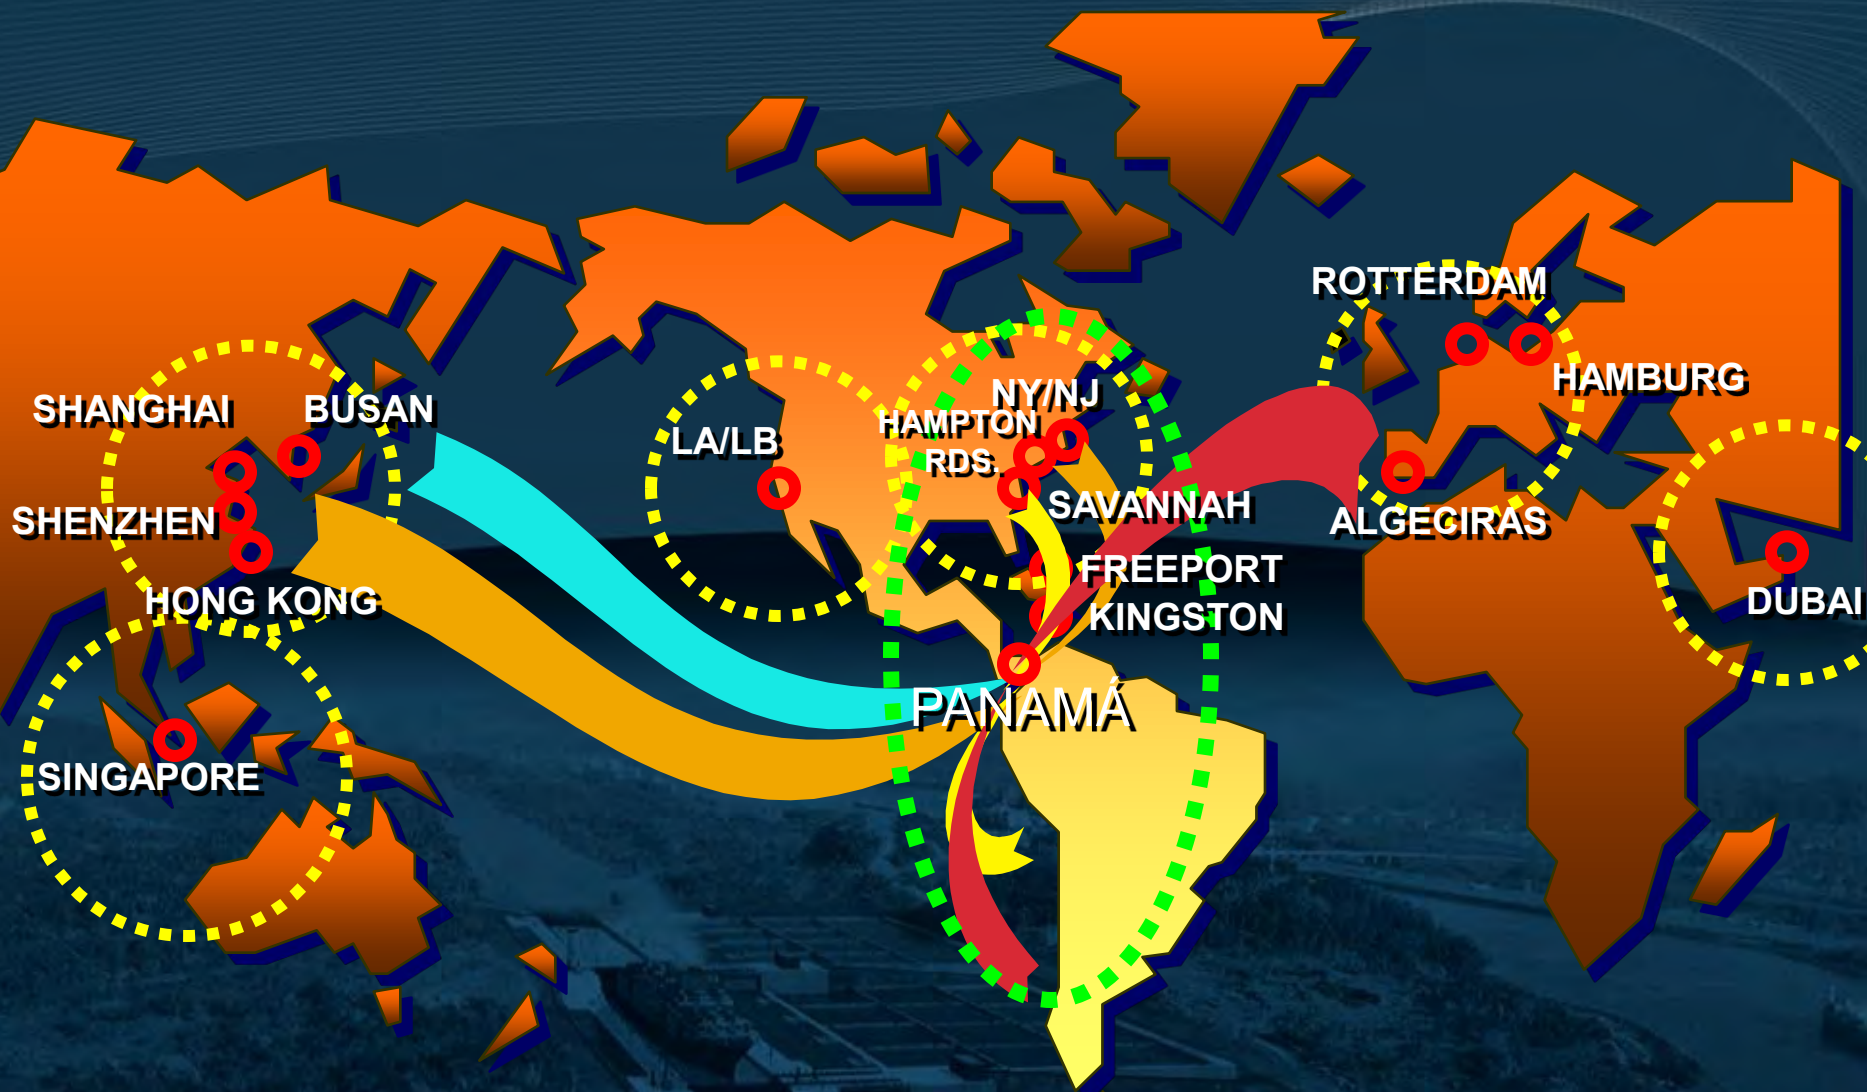 ROTTERDAM
HAMBURG
NY/NJ
SHANGHAI
BUSAN
HAMPTON
RDS.
LA/LB
SAVANNAH
SHENZHEN
ALGECIRAS
FREEPORT
HONG KONG
DUBAI
KINGSTON
PANAMÁ
SINGAPORE